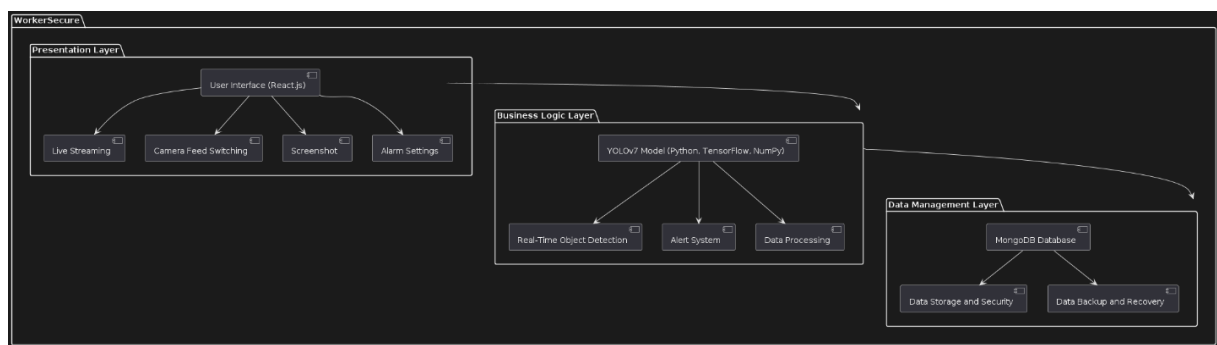 WorkerSecure
Presentation Layer
User Interface (React.js)
Live Streaming
Camera Feed Switching
Screenshot
Alarm Settings
Business Logic Layer
YOLOv7 Model (Python, TensorFlow, NumPy)
Real-Time Object Detection
Alert System
Data Processing
Data Management Layer
MongoDB Database
Data Storage and Security
Data Backup and Recovery